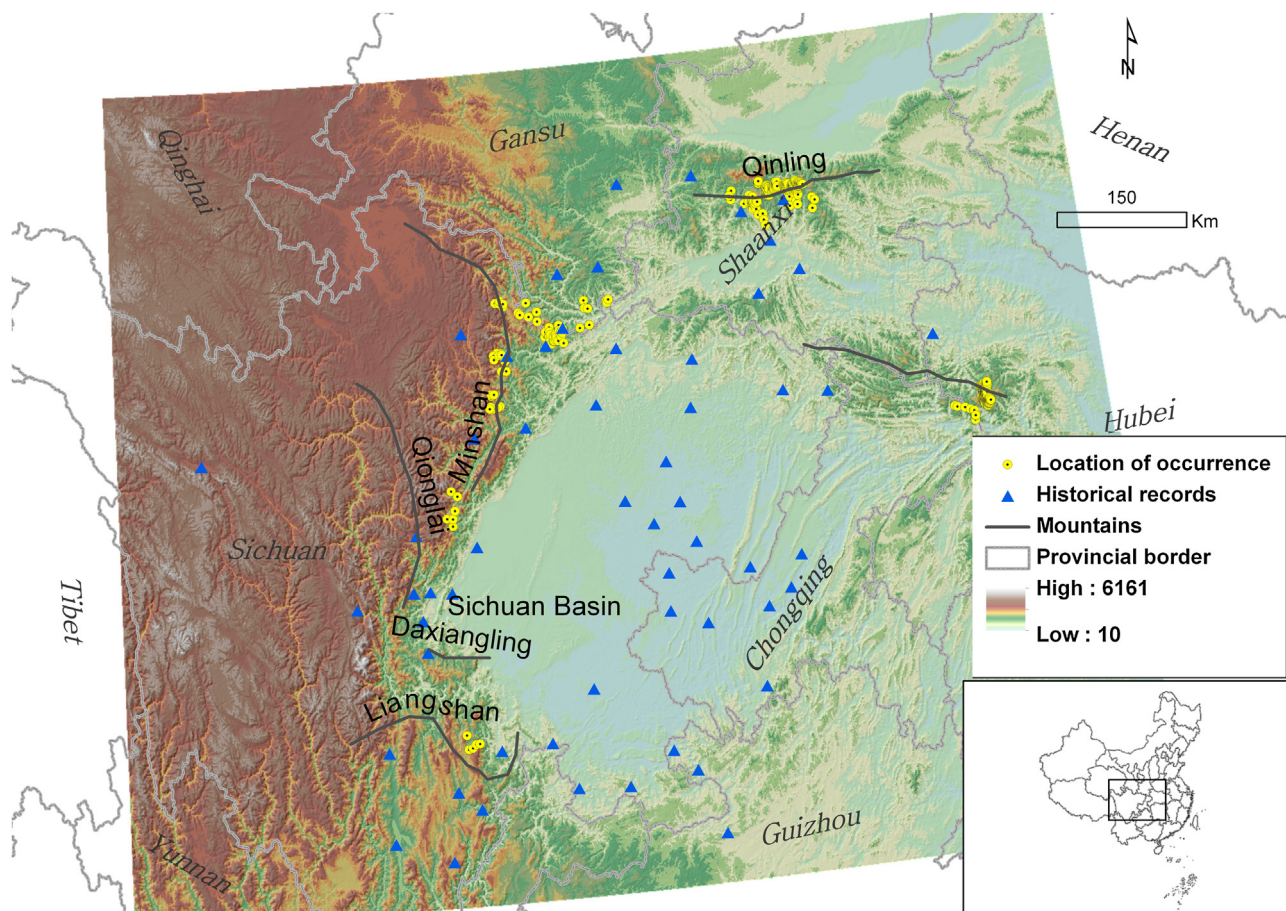 Qinghai
Gansu
Henan
Qinling
150
Km
Shaanxi
Minshan
Qionglai
Hubei
Sichuan
Tibet
Sichuan Basin
Daxiangling
Chongqing
Liangshan
Guizhou
Yunnan
N
Location of occurrence
Historical records
Mountains
Provincial border
High : 6161
Low : 10